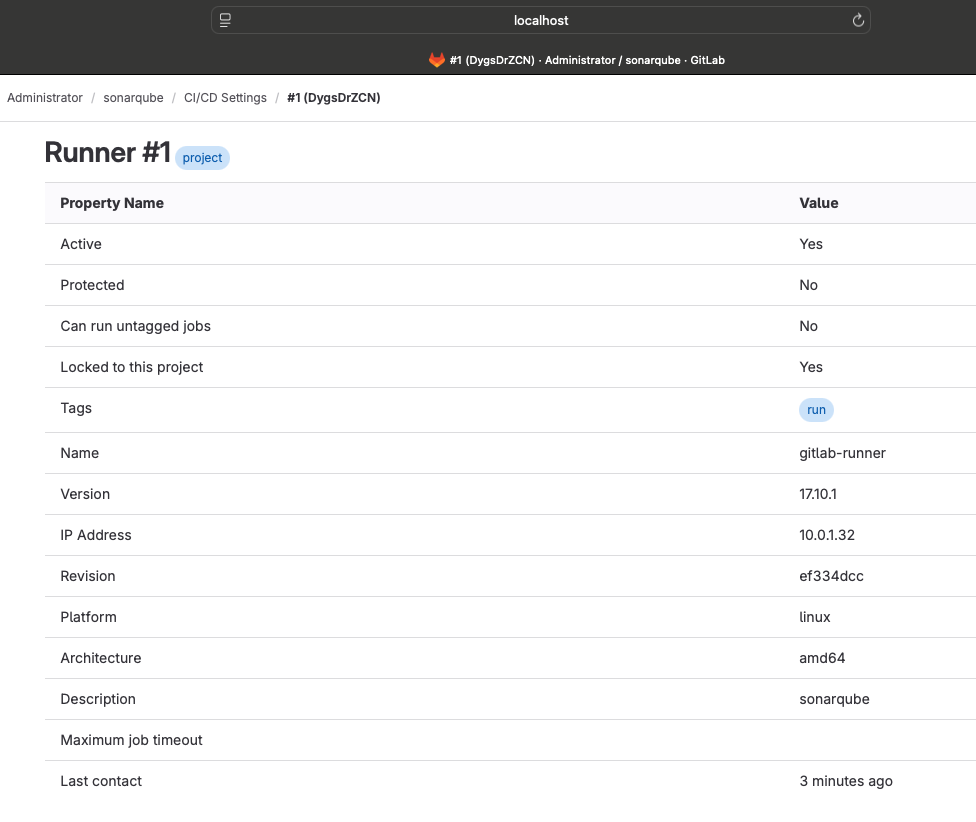 localhost
#1 (DygsDrZCN) · Administrator / sonarqube · GitLab
Administrator / sonarqube / CI/CD Settings / #1 (DygsDrZCN)
Runner #1 project
Property Name Value
Active Yes
Protected No
Can run untagged jobs No
Locked to this project Yes
Tags run
Name gitlab-runner
Version 17.10.1
IP Address 10.0.1.32
Revision ef334dcc
Platform linux
Architecture amd64
Description sonarqube
Maximum job timeout
Last contact 3 minutes ago